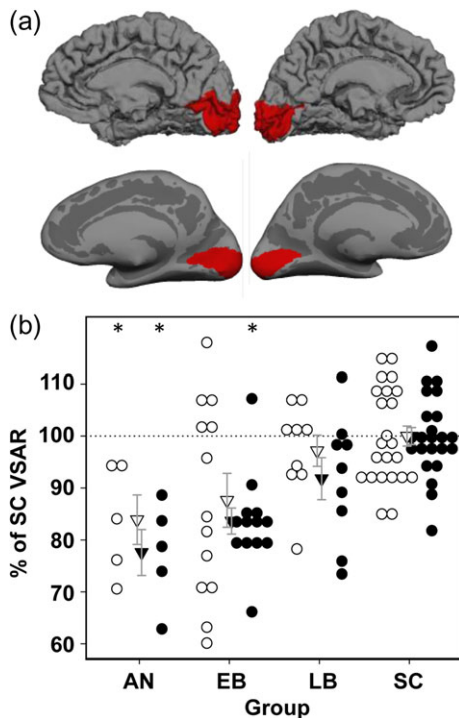 (a)
(b)
* * *
% of SC VSAR
110
100
90
80
70
60
AN EB LB SC
Group